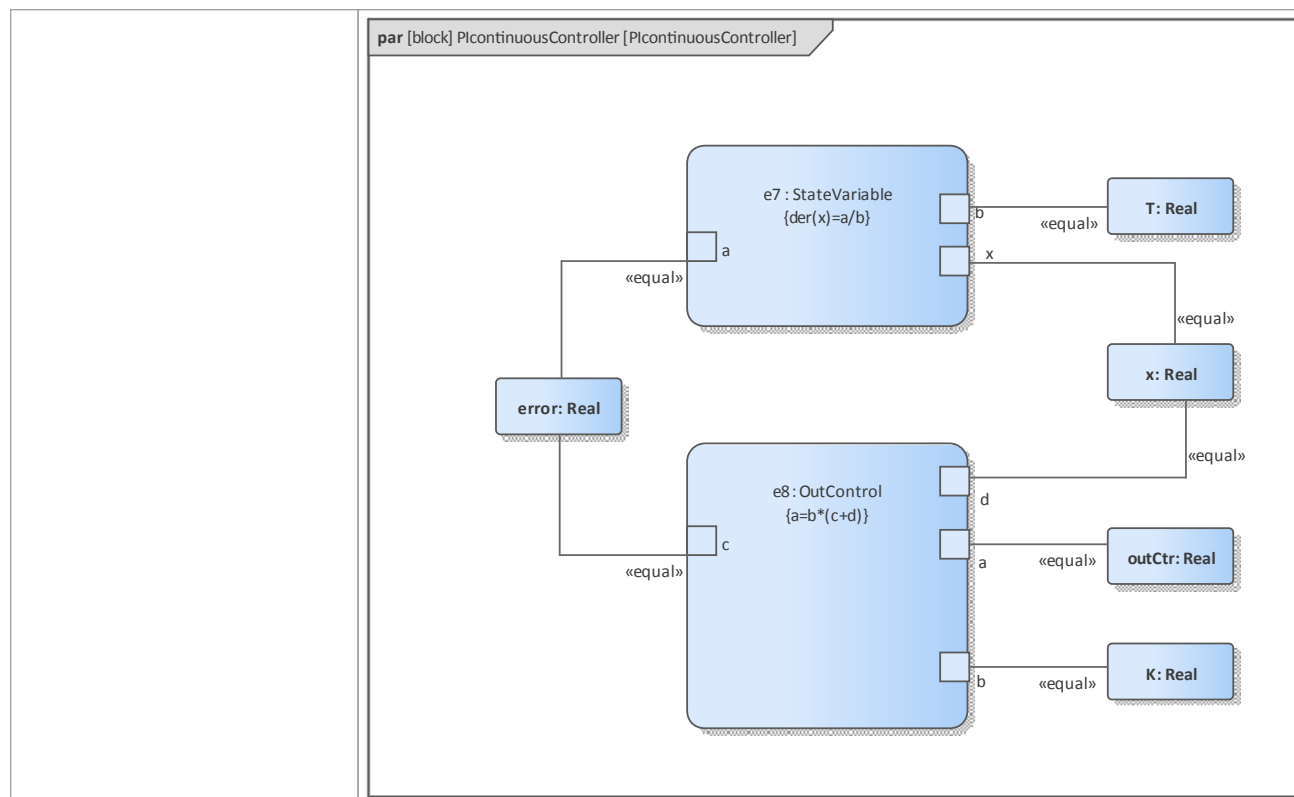 par [block] PIcontinuousController [PIcontinuousController]
e7 : StateVariable
{der(x)=a/b}
b
«equal»
T: Real
a
«equal»
x
«equal»
x: Real
error: Real
«equal»
e8 : OutControl
{a=b*(c+d)}
d
c
«equal»
a
«equal»
outCtr: Real
b
«equal»
K: Real